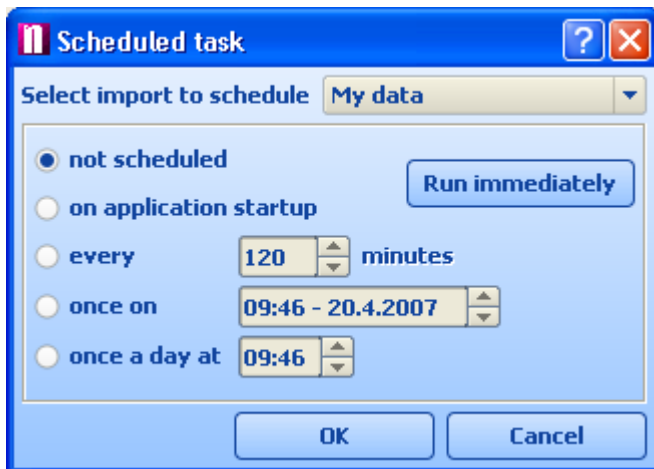 Scheduled task
Select import to schedule My data
not scheduled
Run immediately
on application startup
every 120 minutes
once on 09:46 - 20.4.2007
once a day at 09:46
OK Cancel